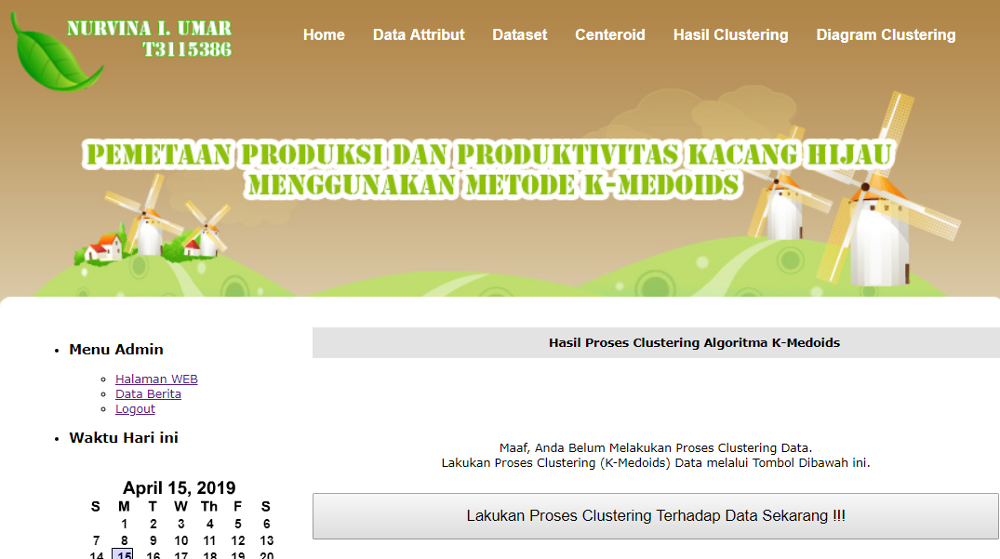 NURVINA I. UMAR
T3115386
Home Data Attribut Dataset Centeroid Hasil Clustering Diagram Clustering
PEMETAAN PRODUKSI DAN PRODUKTIVITAS KACANG HIJAU
MENGGUNAKAN METODE K-MEDOIDS
Menu Admin
Halaman WEB
Data Berita
Logout
Waktu Hari ini
April 15, 2019
S M T W Th F S
1 2 3 4 5 6
7 8 9 10 11 12 13
14 15 16 17 18 19 20
Hasil Proses Clustering Algoritma K-Medoids
Maaf, Anda Belum Melakukan Proses Clustering Data.
Lakukan Proses Clustering (K-Medoids) Data melalui Tombol Dibawah ini.
Lakukan Proses Clustering Terhadap Data Sekarang !!!